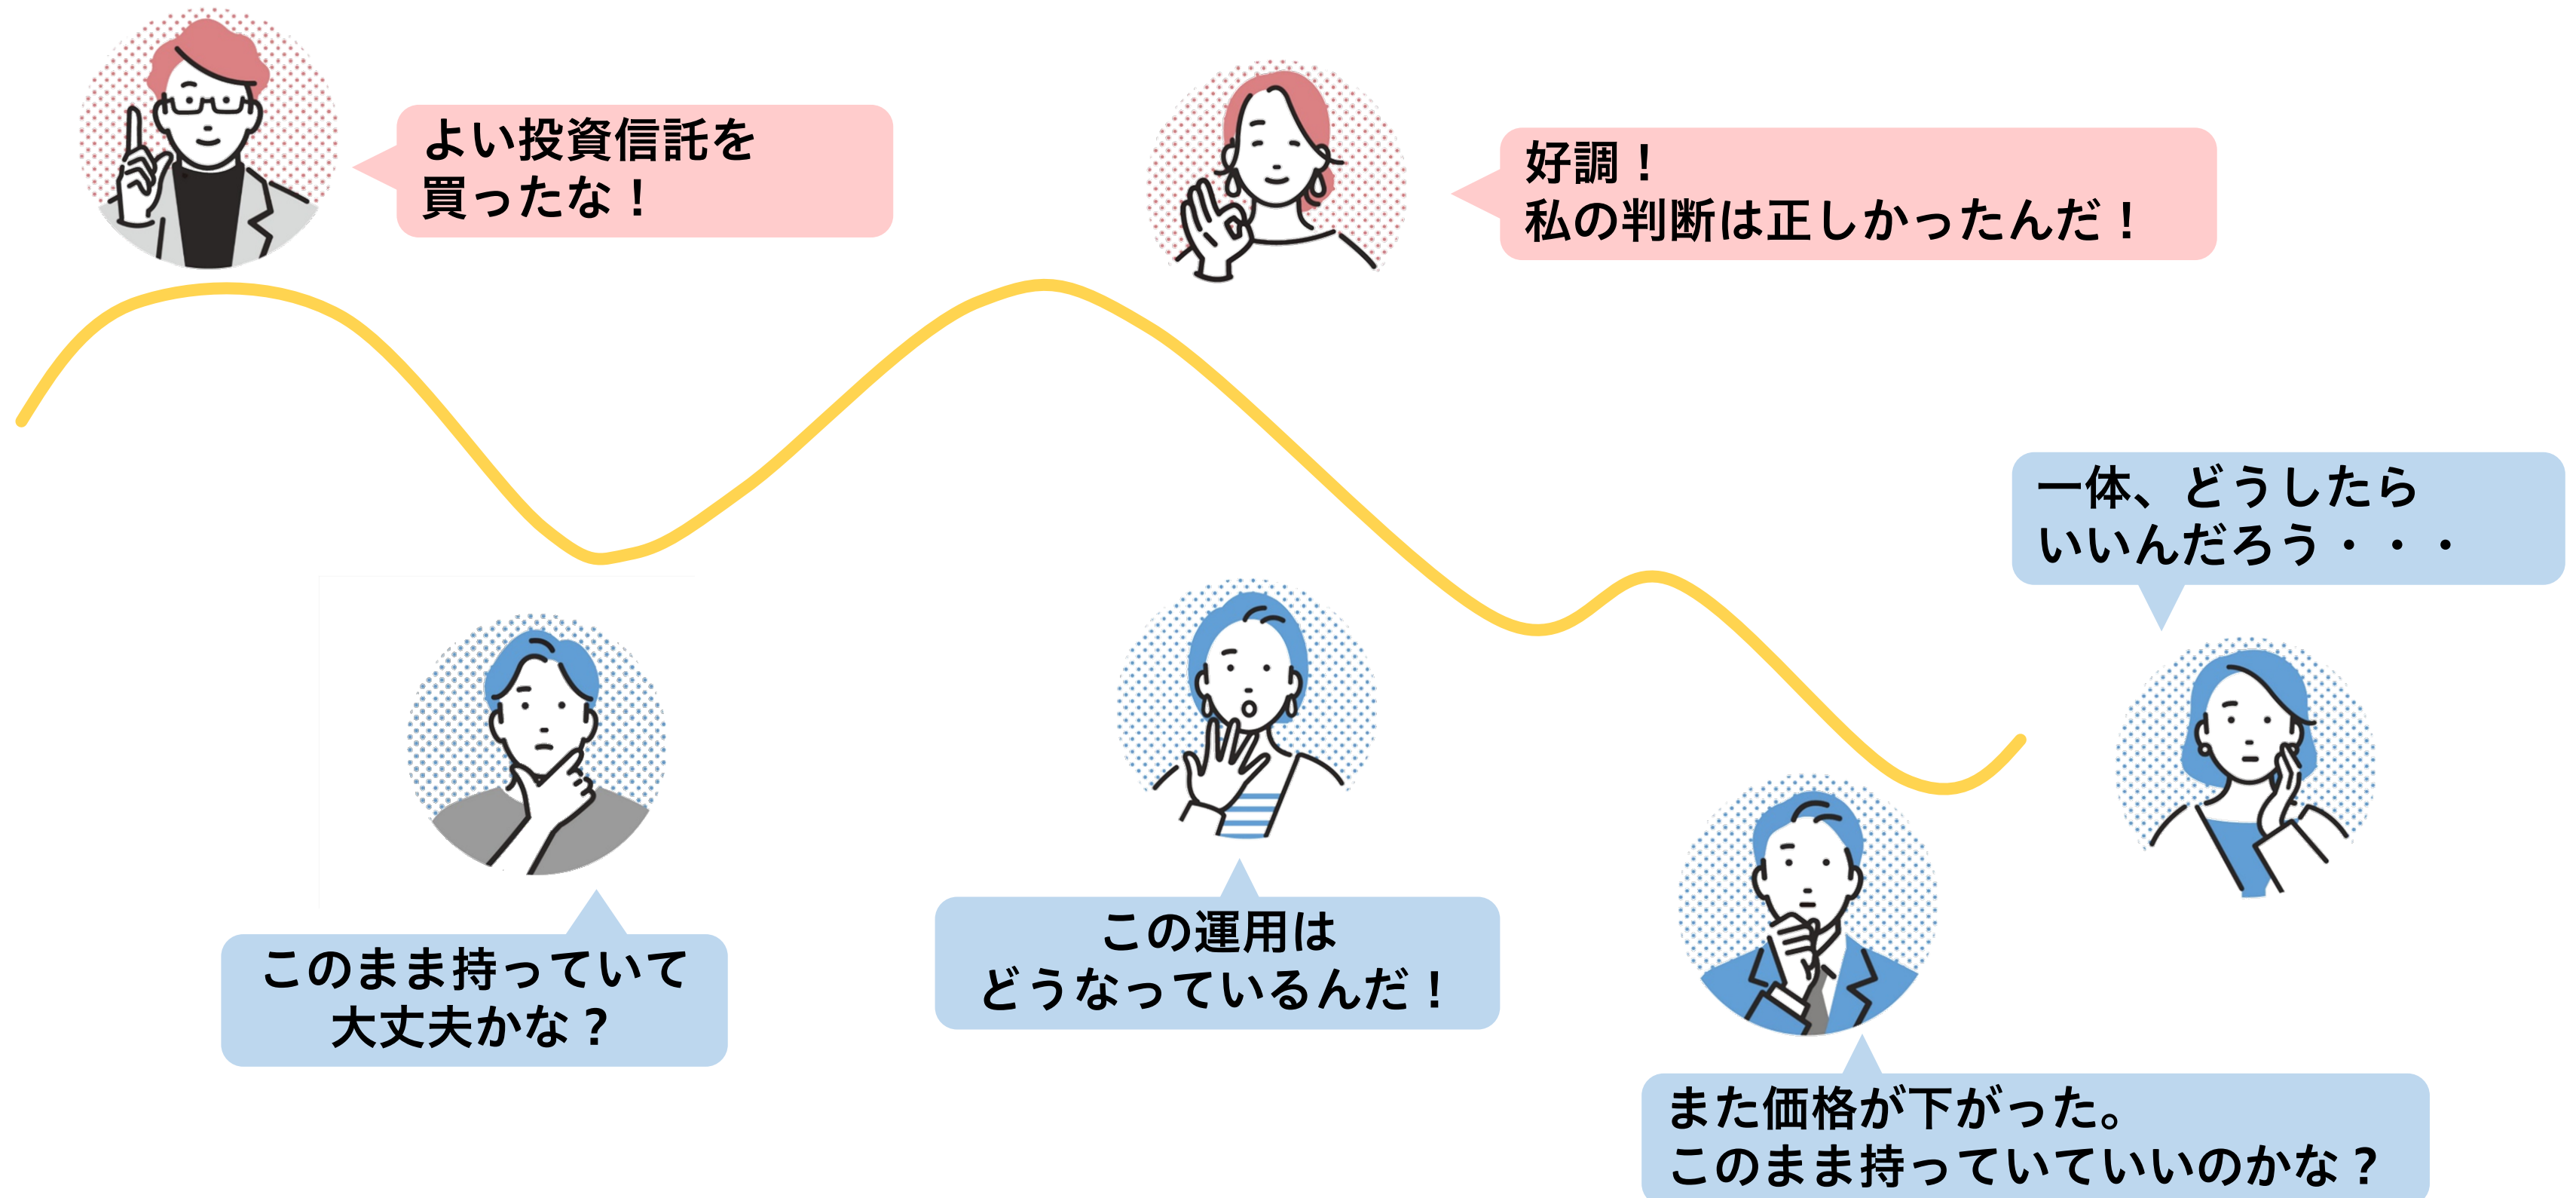 よい投資信託を
買ったな！
好調！
私の判断は正しかったんだ！
一体、どうしたら
いいんだろう・・・
このまま持っていて
大丈夫かな？
この運用は
どうなっているんだ！
また価格が下がった。
このまま持っていていいのかな？